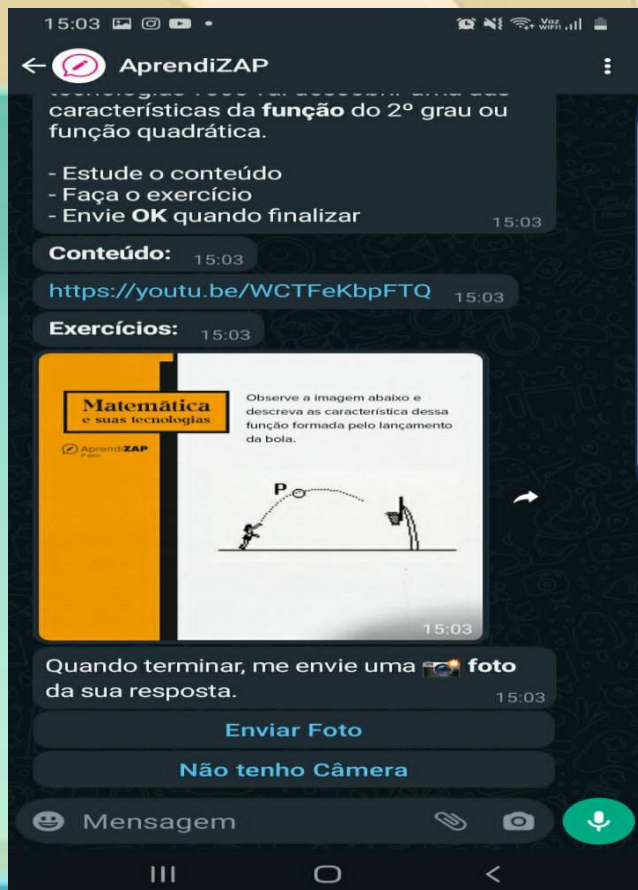 15:03
Voz
WiFi
AprendiZAP
características da função do 2º grau ou
função quadrática.
- Estude o conteúdo
- Faça o exercício
- Envie OK quando finalizar
15:03
Conteúdo: 15:03
https://youtu.be/WCTFeKbpFTQ 15:03
Exercícios: 15:03
Matemática
e suas tecnologias
AprendiZAP
Observe a imagem abaixo e
descreva as característica dessa
função formada pelo lançamento
da bola.
P
15:03
Quando terminar, me envie uma foto
da sua resposta. 15:03
Enviar Foto
Não tenho Câmera
Mensagem